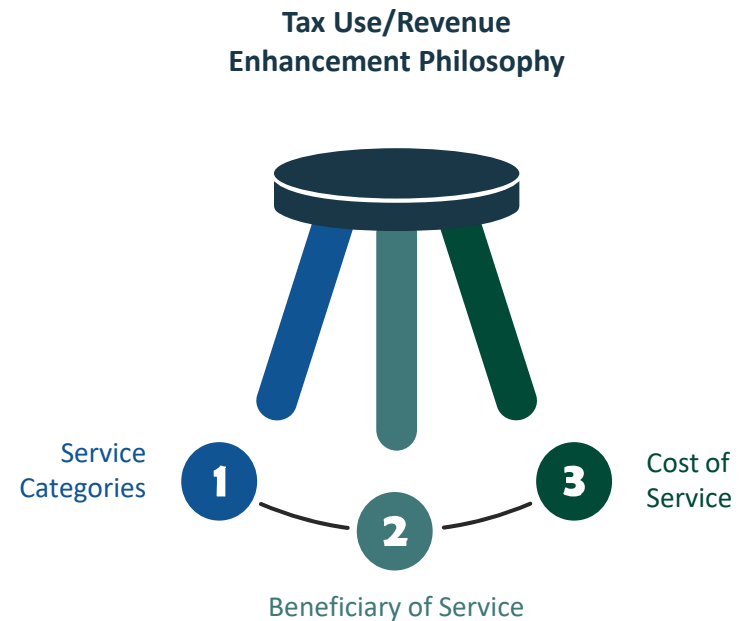 Tax Use/Revenue
Enhancement Philosophy
Service
Categories
1
2
3
Cost of
Service
Beneficiary of Service